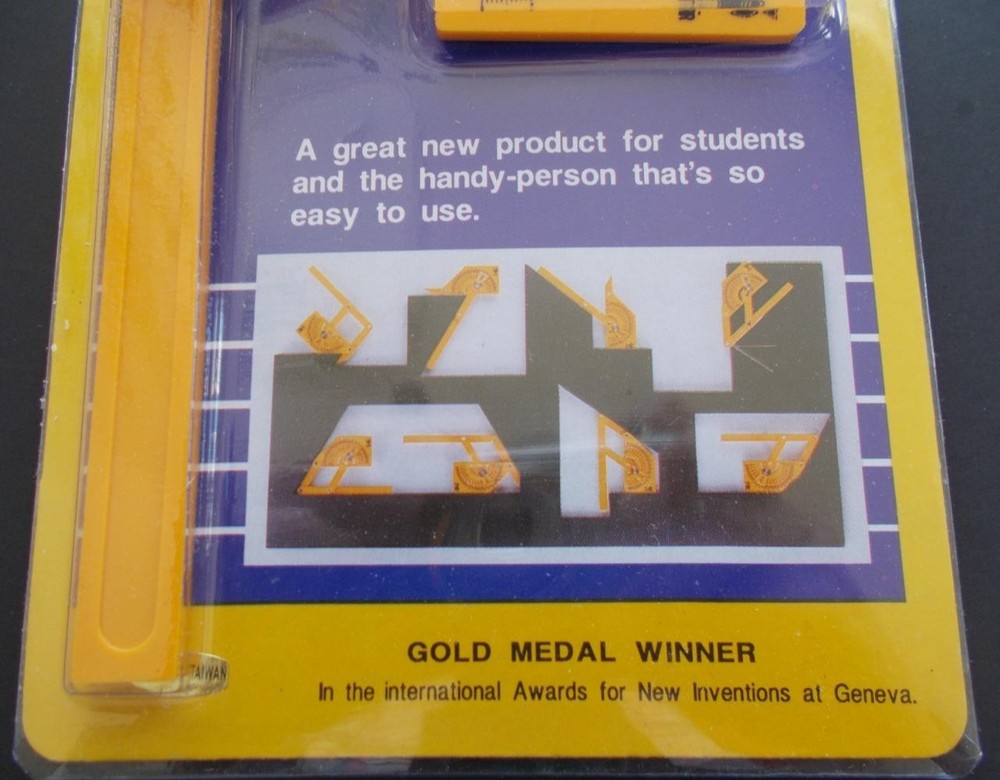 A great new product for students
and the handy-person that's so
easy to use.
GOLD MEDAL WINNER
TAIWAN
In the international Awards for New Inventions at Geneva.